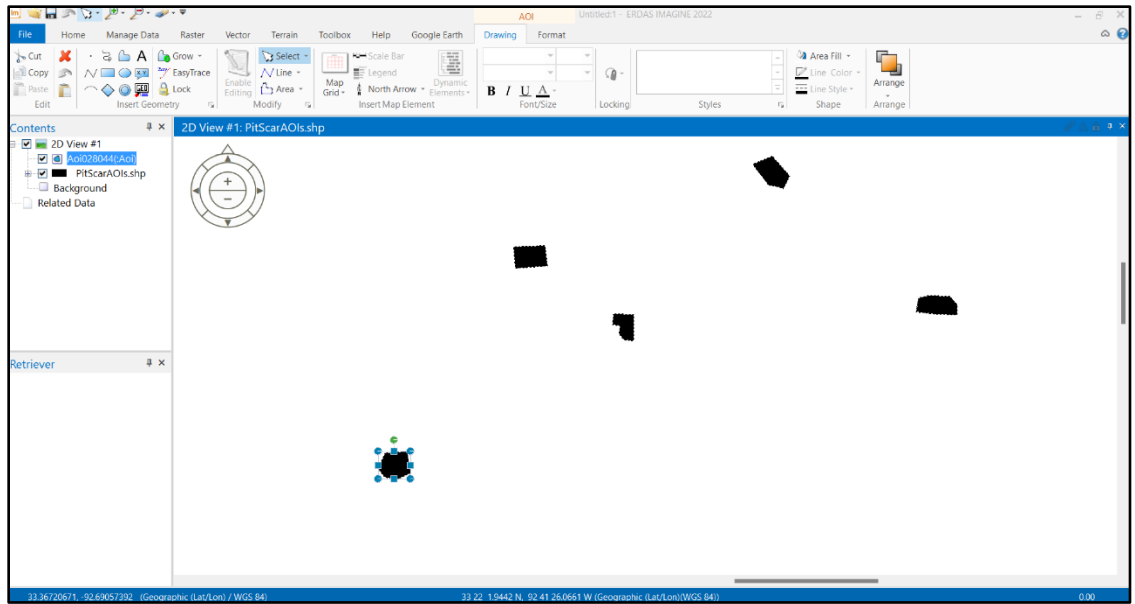 AOI Untitled:1 - ERDAS IMAGINE 2022
File Home Manage Data Raster Vector Terrain Toolbox Help Google Earth Drawing Format
Cut
Copy
Paste
Edit
A Grow
EasyTrace
Lock
Insert Geometry
Enable Editing
Select
Line
Area
Modify
Map Grid
Scale Bar
Legend
North Arrow
Dynamic Elements
Insert Map Element
B I U A
Font/Size
Locking
Styles
Area Fill
Line Color
Line Style
Shape
Arrange
Arrange
Contents
2D View #1
Aoi028044(:Aoi)
PitScarAOIs.shp
Background
Related Data
Retriever
2D View #1: PitScarAOIs.shp
33.36720671, -92.69057392 (Geographic (Lat/Lon) / WGS 84) 33 22 1.9442 N, 92 41 26.0661 W (Geographic (Lat/Lon)(WGS 84)) 0.00